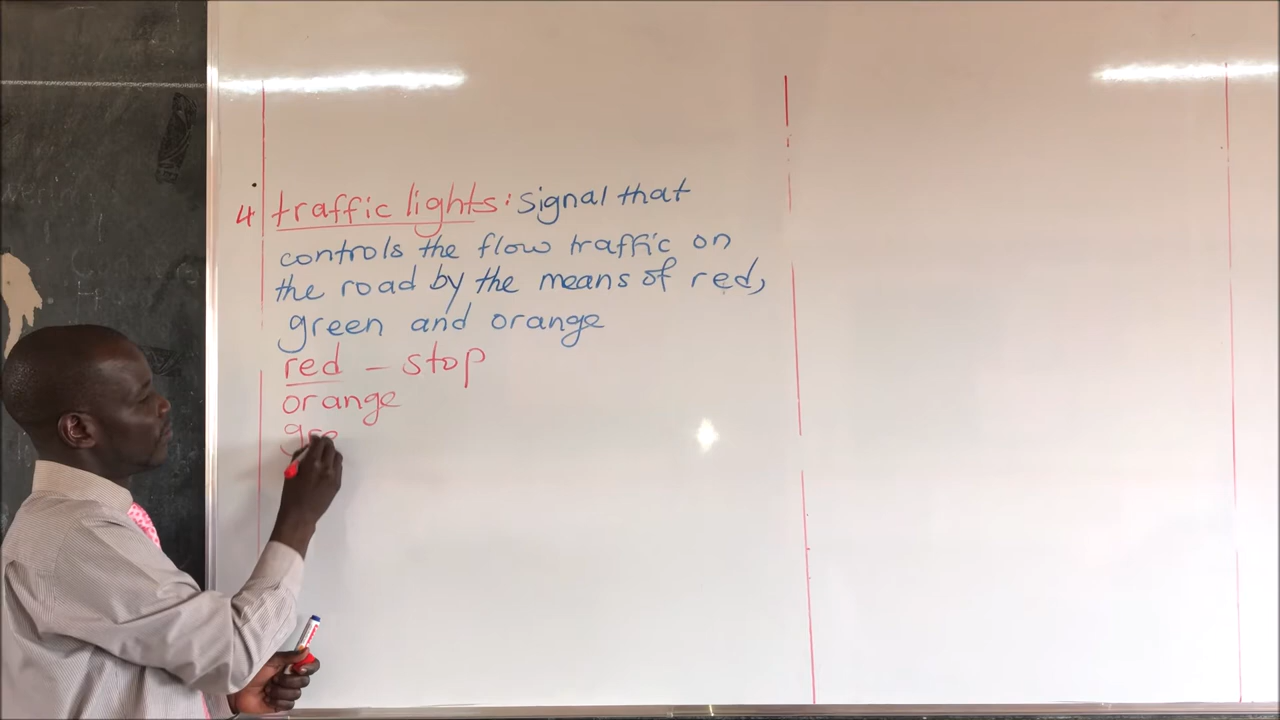 4 traffic lights: signal that
controls the flow traffic on
the road by the means of red,
green and orange
red - stop
orange
gre